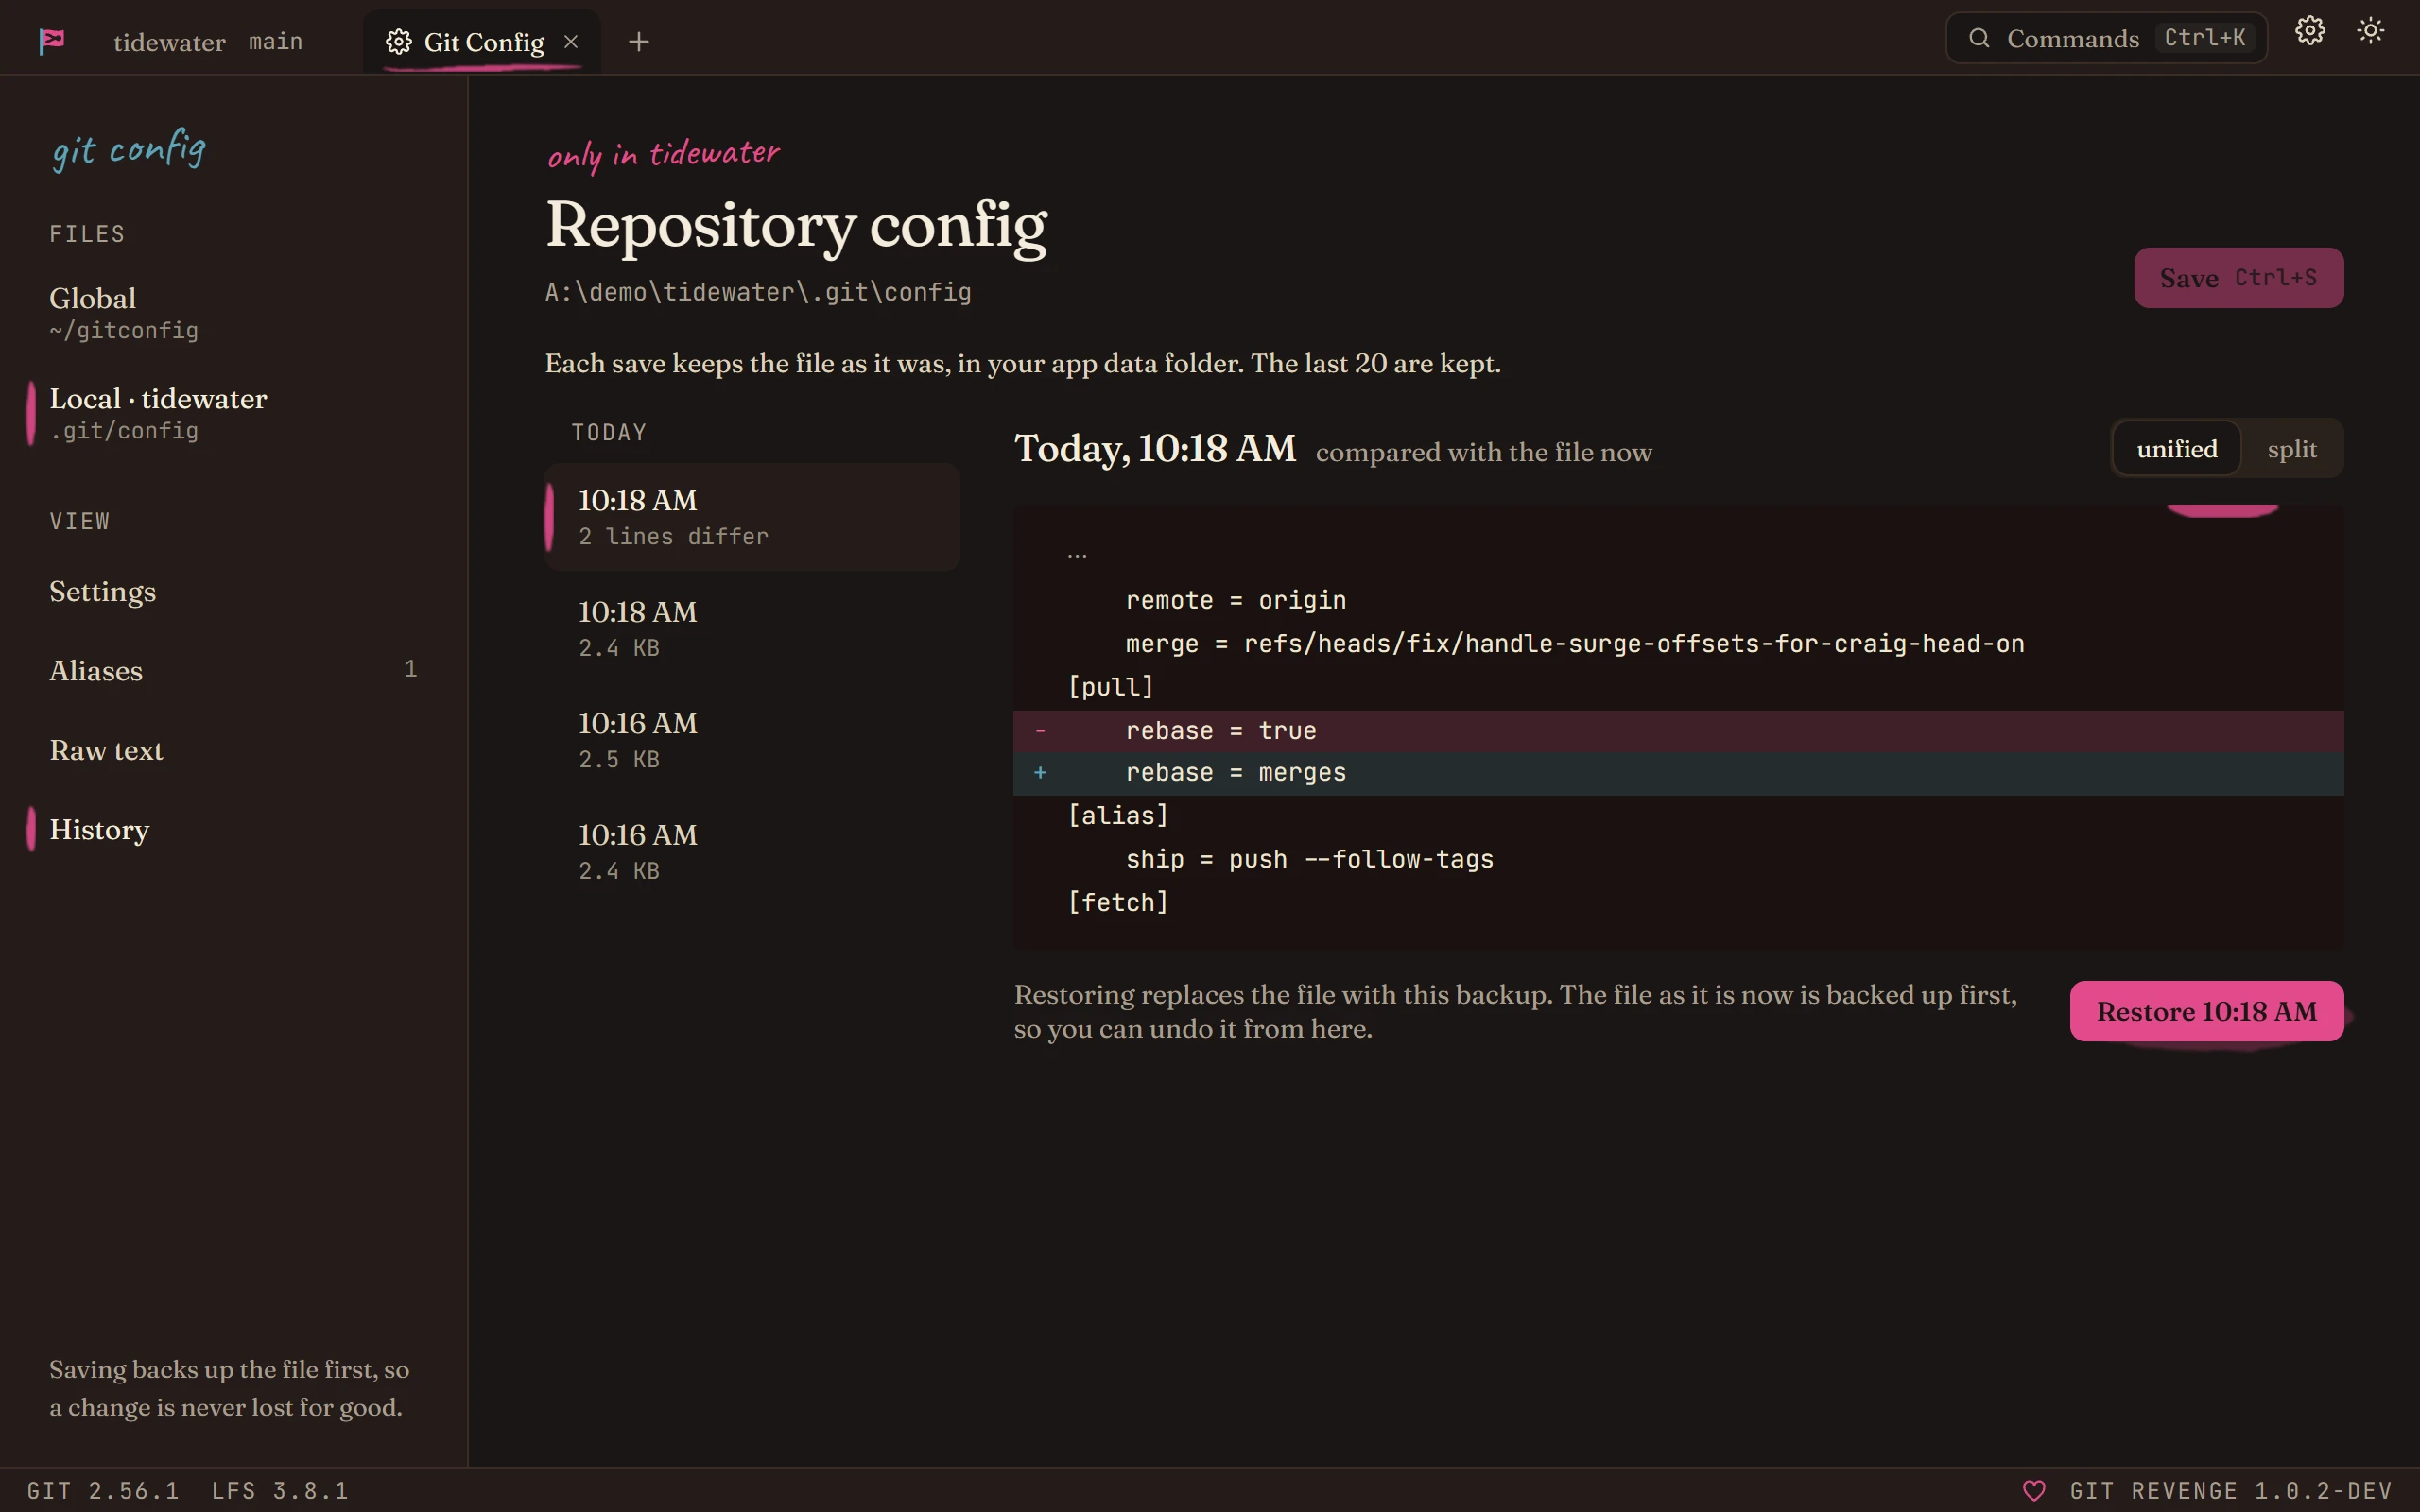 tidewater main
Git Config
Commands Ctrl+K
git config
FILES
Global
~/gitconfig
Local · tidewater
.git/config
VIEW
Settings
Aliases 1
Raw text
History
Saving backs up the file first, so
a change is never lost for good.
only in tidewater
Repository config
A:\demo\tidewater\.git\config
Save Ctrl+S
Each save keeps the file as it was, in your app data folder. The last 20 are kept.
TODAY
10:18 AM
2 lines differ
10:18 AM
2.4 KB
10:16 AM
2.5 KB
10:16 AM
2.4 KB
Today, 10:18 AM compared with the file now
unified split
...
remote = origin
merge = refs/heads/fix/handle-surge-offsets-for-craig-head-on
[pull]
- rebase = true
+ rebase = merges
[alias]
ship = push --follow-tags
[fetch]
Restoring replaces the file with this backup. The file as it is now is backed up first,
so you can undo it from here.
Restore 10:18 AM
GIT 2.56.1 LFS 3.8.1
GIT REVENGE 1.0.2-DEV